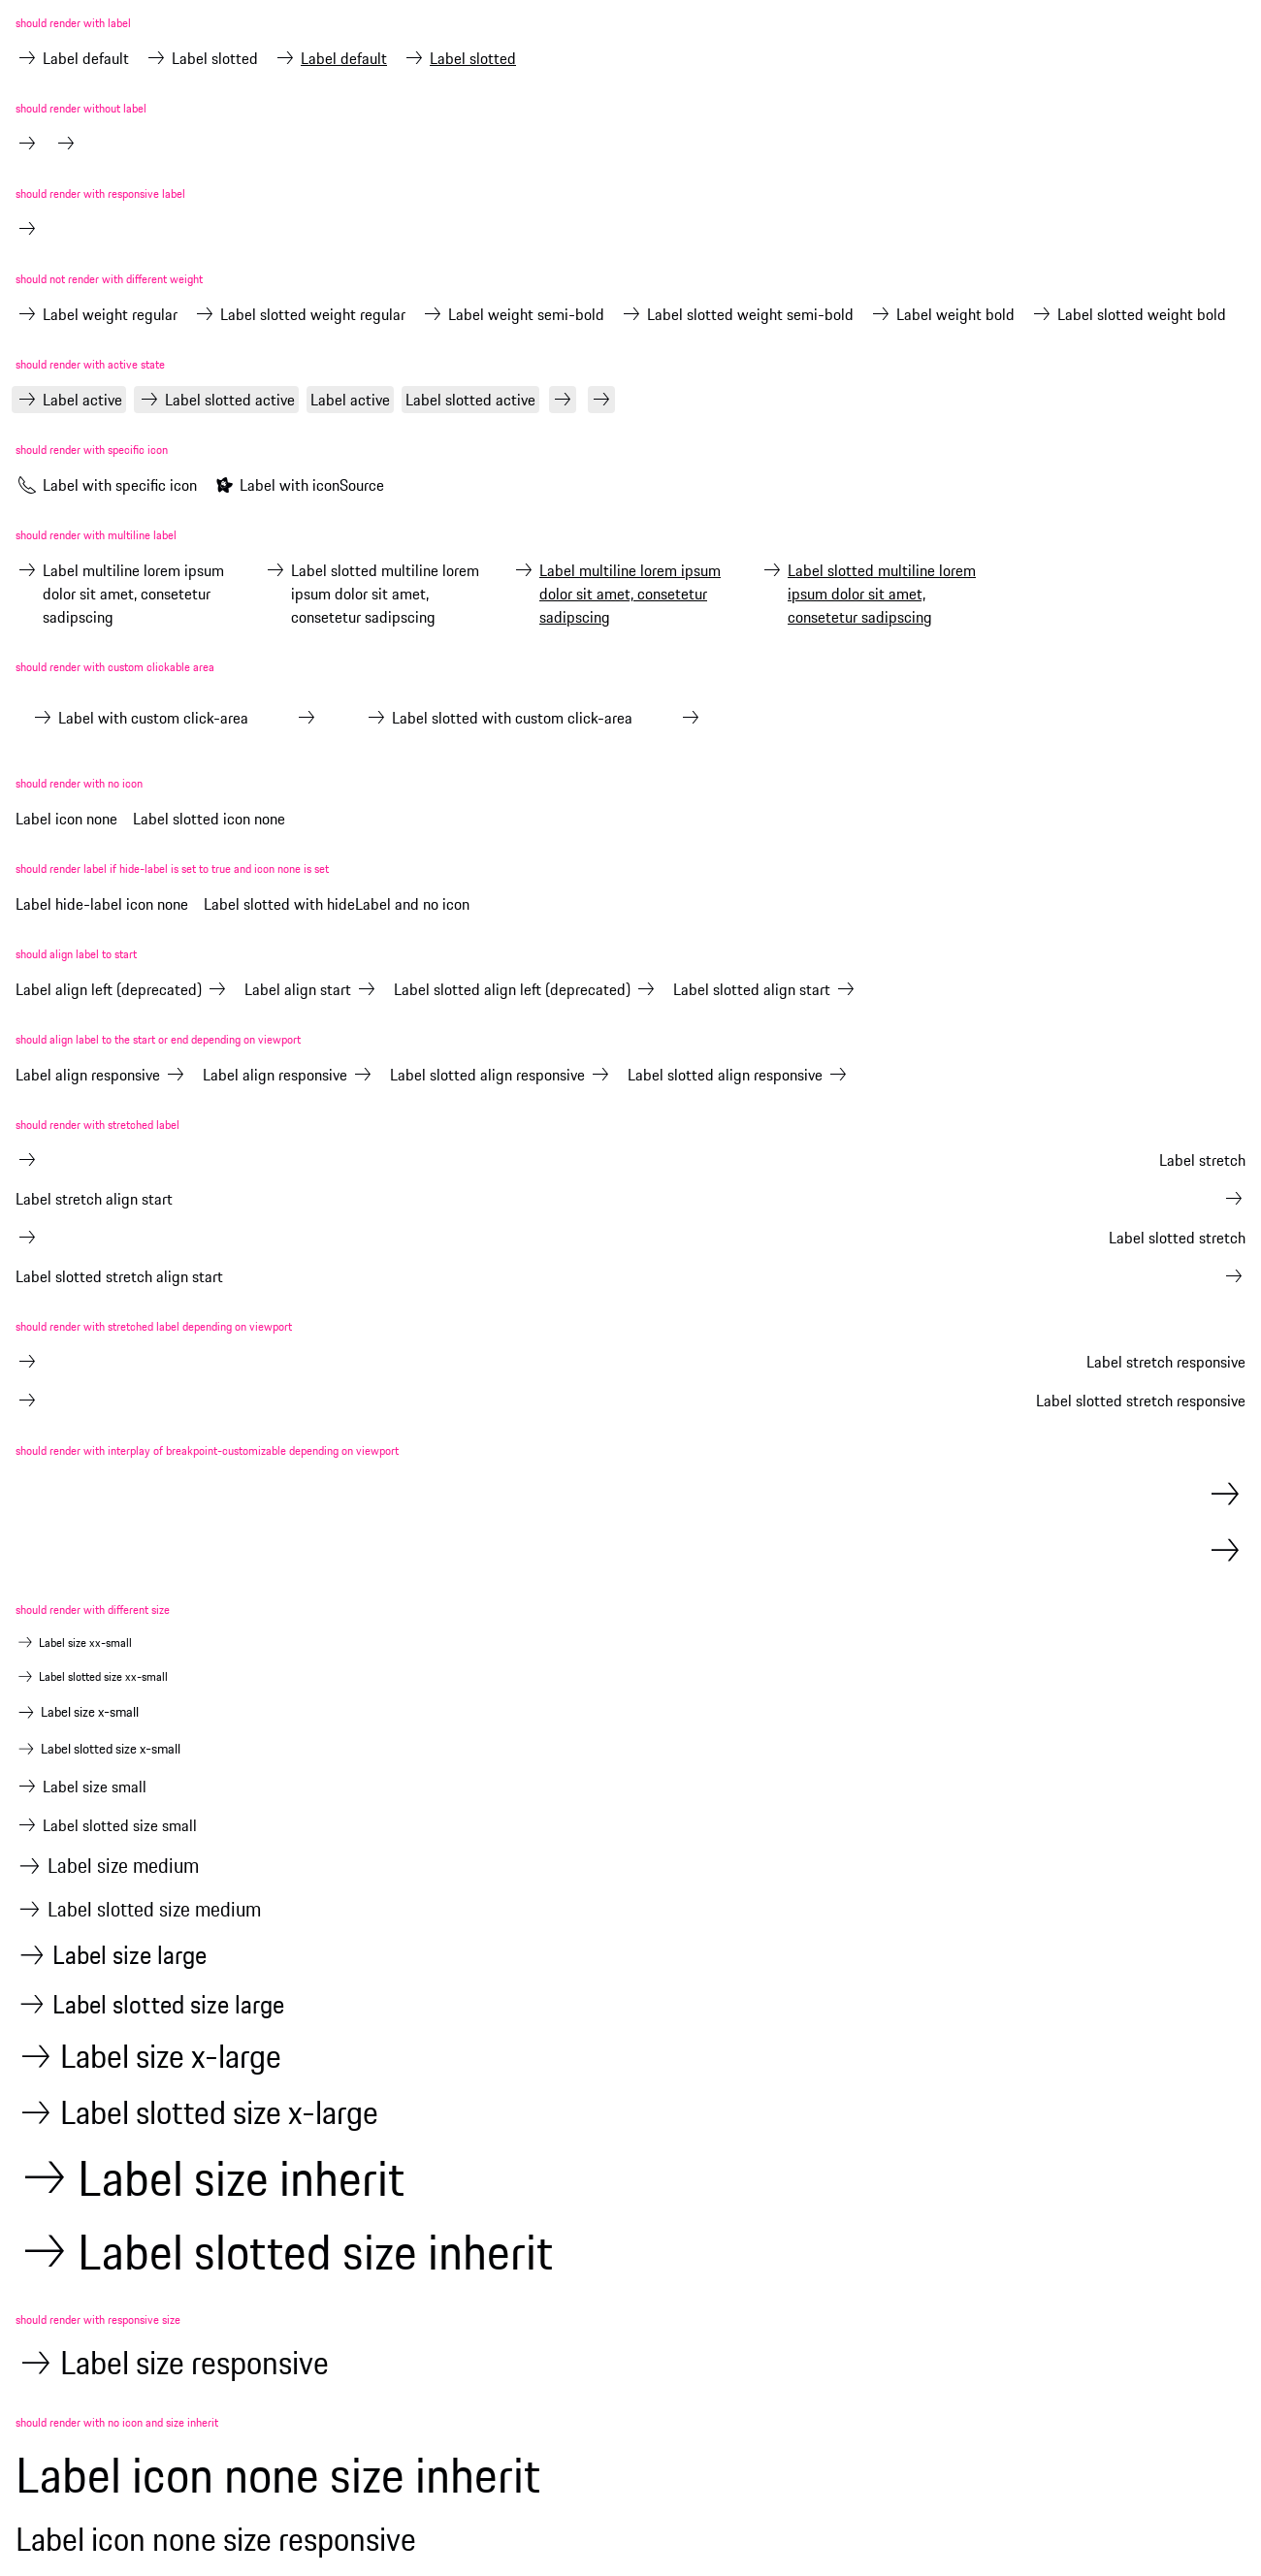 should render with label
Label default Label slotted Label default Label slotted
should render without label
should render with responsive label
should not render with different weight
Label weight regular Label slotted weight regular Label weight semi-bold Label slotted weight semi-bold Label weight bold Label slotted weight bold
should render with active state
Label active Label slotted active Label active Label slotted active
should render with specific icon
Label with specific icon Label with iconSource
should render with multiline label
Label multiline lorem ipsum Label slotted multiline lorem Label multiline lorem ipsum Label slotted multiline lorem
dolor sit amet, consetetur ipsum dolor sit amet, dolor sit amet, consetetur ipsum dolor sit amet,
sadipscing consetetur sadipscing sadipscing consetetur sadipscing
should render with custom clickable area
Label with custom click-area Label slotted with custom click-area
should render with no icon
Label icon none Label slotted icon none
should render label if hide-label is set to true and icon none is set
Label hide-label icon none Label slotted with hideLabel and no icon
should align label to start
Label align left (deprecated) Label align start Label slotted align left (deprecated) Label slotted align start
should align label to the start or end depending on viewport
Label align responsive Label align responsive Label slotted align responsive Label slotted align responsive
should render with stretched label
Label stretch
Label stretch align start
Label slotted stretch
Label slotted stretch align start
should render with stretched label depending on viewport
Label stretch responsive
Label slotted stretch responsive
should render with interplay of breakpoint-customizable depending on viewport
should render with different size
Label size xx-small
Label slotted size xx-small
Label size x-small
Label slotted size x-small
Label size small
Label slotted size small
Label size medium
Label slotted size medium
Label size large
Label slotted size large
Label size x-large
Label slotted size x-large
Label size inherit
Label slotted size inherit
should render with responsive size
Label size responsive
should render with no icon and size inherit
Label icon none size inherit
Label icon none size responsive